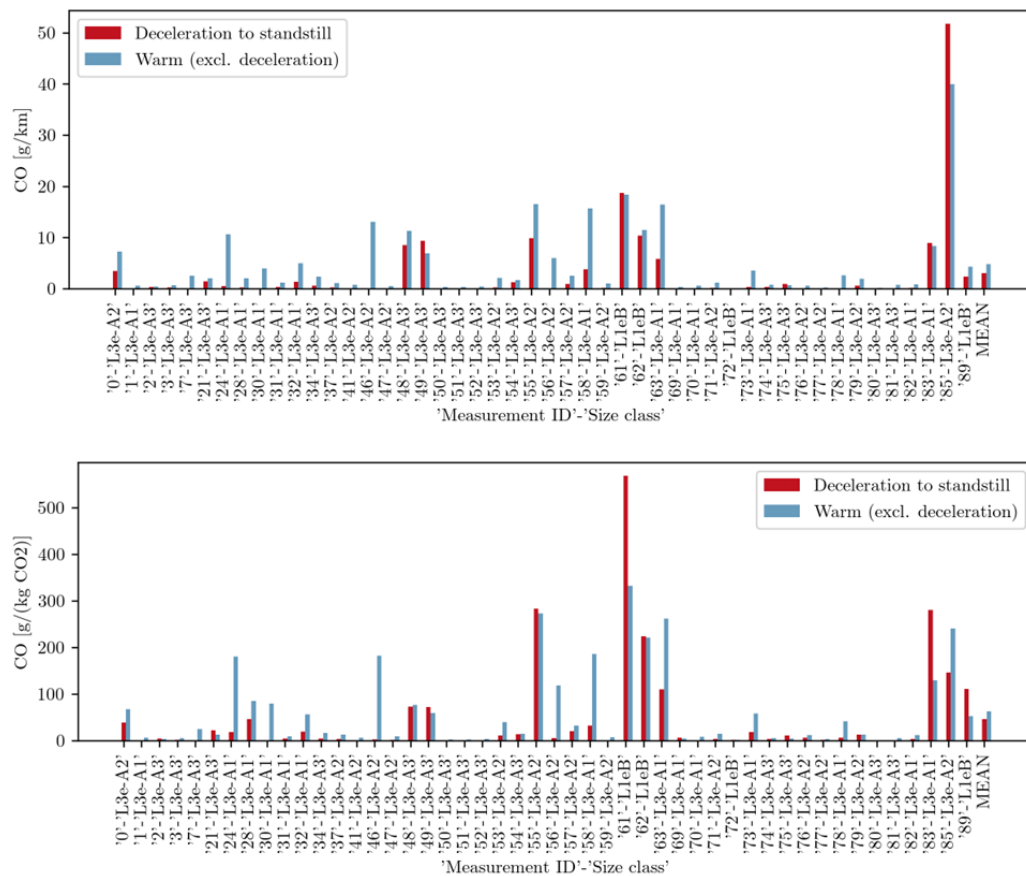 50
40
30
20
10
0
CO [g/km]
Deceleration to standstill
Warm (excl. deceleration)
’0’-’L3e-A2’
’1’-’L3e-A1’
’2’-’L3e-A3’
’3’-’L3e-A3’
’7’-’L3e-A3’
’21’-’L3e-A3’
’24’-’L3e-A1’
’28’-’L3e-A1’
’30’-’L3e-A1’
’31’-’L3e-A1’
’32’-’L3e-A1’
’34’-’L3e-A3’
’37’-’L3e-A2’
’41’-’L3e-A2’
’46’-’L3e-A2’
’47’-’L3e-A2’
’48’-’L3e-A3’
’49’-’L3e-A3’
’50’-’L3e-A3’
’51’-’L3e-A3’
’52’-’L3e-A3’
’53’-’L3e-A2’
’54’-’L3e-A3’
’55’-’L3e-A2’
’56’-’L3e-A2’
’57’-’L3e-A2’
’58’-’L3e-A1’
’59’-’L3e-A2’
’61’-’L1eB’
’62’-’L1eB’
’63’-’L3e-A1’
’69’-’L3e-A1’
’70’-’L3e-A1’
’71’-’L3e-A2’
’72’-’L1eB’
’73’-’L3e-A1’
’74’-’L3e-A3’
’75’-’L3e-A3’
’76’-’L3e-A2’
’77’-’L3e-A2’
’78’-’L3e-A1’
’79’-’L3e-A2’
’80’-’L3e-A3’
’81’-’L3e-A3’
’82’-’L3e-A1’
’83’-’L3e-A1’
’85’-’L3e-A2’
’89’-’L1eB’
MEAN
’Measurement ID’-’Size class’
500
400
300
200
100
0
CO [g/(kg CO2)]
Deceleration to standstill
Warm (excl. deceleration)
’0’-’L3e-A2’
’1’-’L3e-A1’
’2’-’L3e-A3’
’3’-’L3e-A3’
’7’-’L3e-A3’
’21’-’L3e-A3’
’24’-’L3e-A1’
’28’-’L3e-A1’
’30’-’L3e-A1’
’31’-’L3e-A1’
’32’-’L3e-A1’
’34’-’L3e-A3’
’37’-’L3e-A2’
’41’-’L3e-A2’
’46’-’L3e-A2’
’47’-’L3e-A2’
’48’-’L3e-A3’
’49’-’L3e-A3’
’50’-’L3e-A3’
’51’-’L3e-A3’
’52’-’L3e-A3’
’53’-’L3e-A2’
’54’-’L3e-A3’
’55’-’L3e-A2’
’56’-’L3e-A2’
’57’-’L3e-A2’
’58’-’L3e-A1’
’59’-’L3e-A2’
’61’-’L1eB’
’62’-’L1eB’
’63’-’L3e-A1’
’69’-’L3e-A1’
’70’-’L3e-A1’
’71’-’L3e-A2’
’72’-’L1eB’
’73’-’L3e-A1’
’74’-’L3e-A3’
’75’-’L3e-A3’
’76’-’L3e-A2’
’77’-’L3e-A2’
’78’-’L3e-A1’
’79’-’L3e-A2’
’80’-’L3e-A3’
’81’-’L3e-A3’
’82’-’L3e-A1’
’83’-’L3e-A1’
’85’-’L3e-A2’
’89’-’L1eB’
MEAN
’Measurement ID’-’Size class’